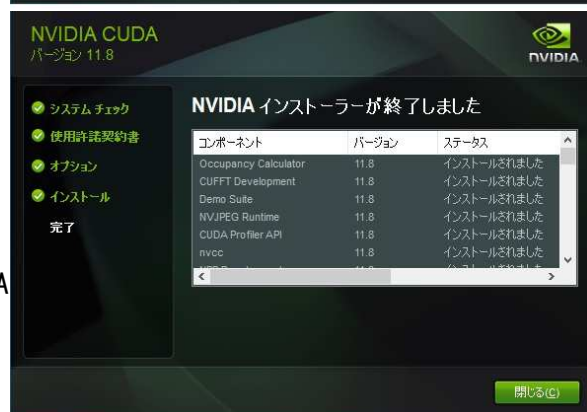 NVIDIA CUDA
バージョン 11.8
NVIDIA
システム チェック
使用許諾契約書
オプション
インストール
完了
NVIDIA インストーラーが終了しました
コンポーネント バージョン ステータス
Occupancy Calculator 11.8 インストールされました
CUFFT Development 11.8 インストールされました
Demo Suite 11.8 インストールされました
NVJPEG Runtime 11.8 インストールされました
CUDA Profiler API 11.8 インストールされました
nvcc 11.8 インストールされました
A
閉じる(C)